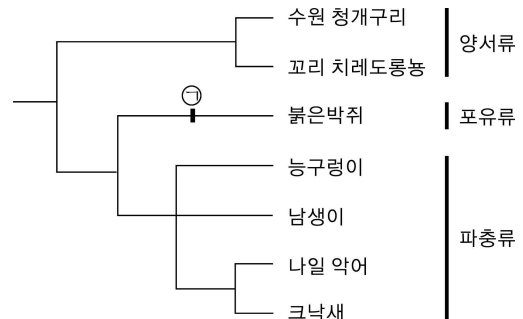 수원 청개구리
양서류
꼬리 치레도롱뇽
㉠
붉은박쥐
포유류
능구렁이
남생이
파충류
나일 악어
크낙새